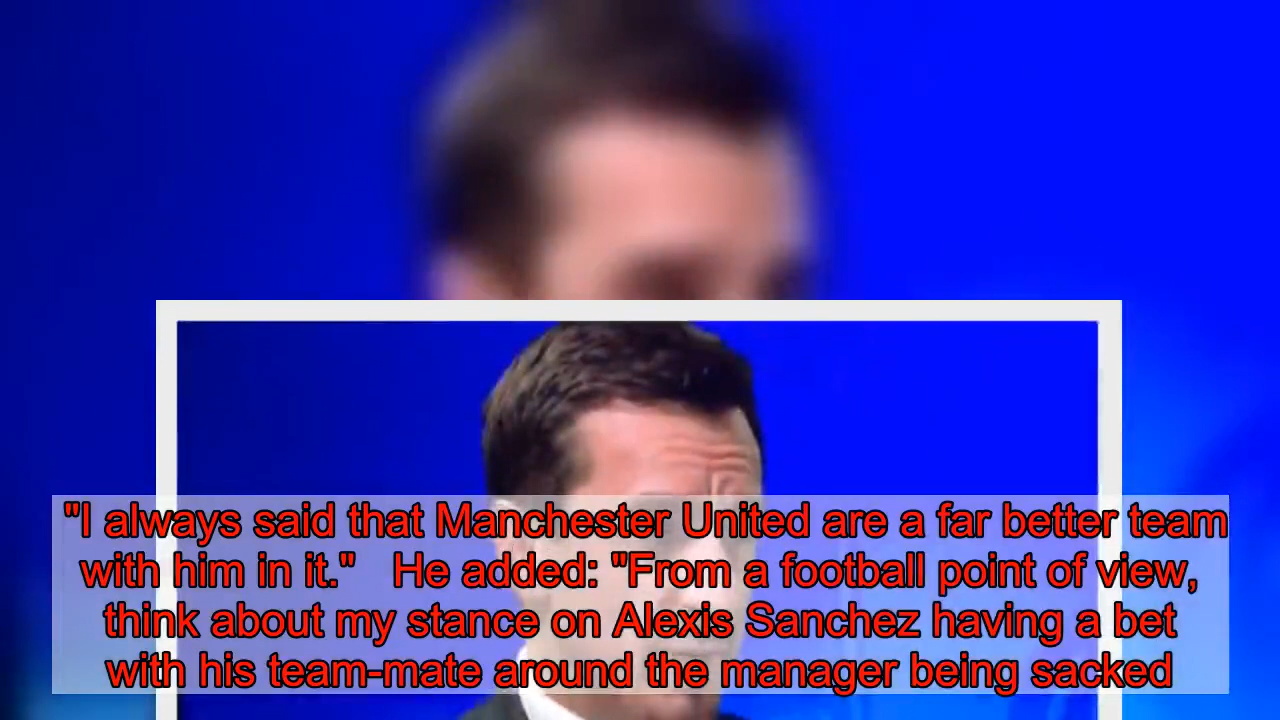 "I always said that Manchester United are a far better team
with him in it."   He added: "From a football point of view,
think about my stance on Alexis Sanchez having a bet
with his team-mate around the manager being sacked